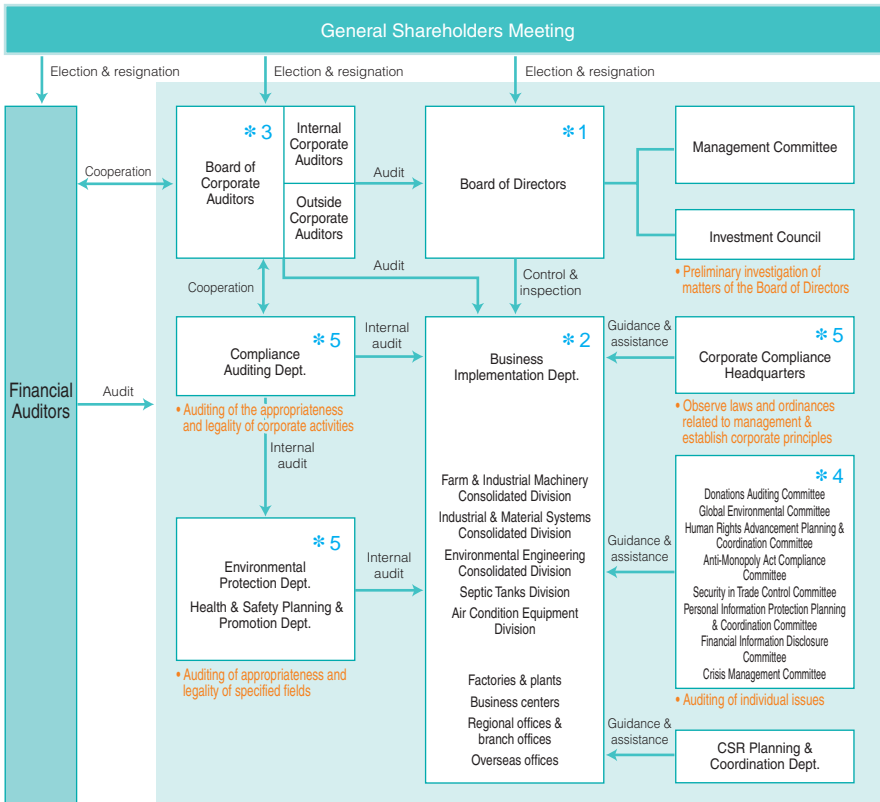 General Shareholders Meeting
Election & resignation
Election & resignation
Election & resignation
Financial
Auditors
Cooperation
Audit
*3
Board of
Corporate
Auditors
Internal
Corporate
Auditors
Outside
Corporate
Auditors
Audit
*1
Board of Directors
Management Committee
Investment Council
• Preliminary investigation of
matters of the Board of Directors
Cooperation
Audit
Control &
inspection
*5
Compliance
Auditing Dept.
• Auditing of the appropriateness
and legality of corporate activities
Internal
audit
Internal
audit
*5
Environmental
Protection Dept.
Health & Safety Planning &
Promotion Dept.
• Auditing of appropriateness and
legality of specified fields
Internal
audit
*2
Business
Implementation Dept.
Farm & Industrial Machinery
Consolidated Division
Industrial & Material Systems
Consolidated Division
Environmental Engineering
Consolidated Division
Septic Tanks Division
Air Condition Equipment
Division
Factories & plants
Business centers
Regional offices &
branch offices
Overseas offices
Guidance &
assistance
*5
Corporate Compliance
Headquarters
• Observe laws and ordinances
related to management &
establish corporate principles
Guidance &
assistance
*4
Donations Auditing Committee
Global Environmental Committee
Human Rights Advancement Planning &
Coordination Committee
Anti-Monopoly Act Compliance
Committee
Security in Trade Control Committee
Personal Information Protection Planning
& Coordination Committee
Financial Information Disclosure
Committee
Crisis Management Committee
• Auditing of individual issues
Guidance &
assistance
CSR Planning &
Coordination Dept.